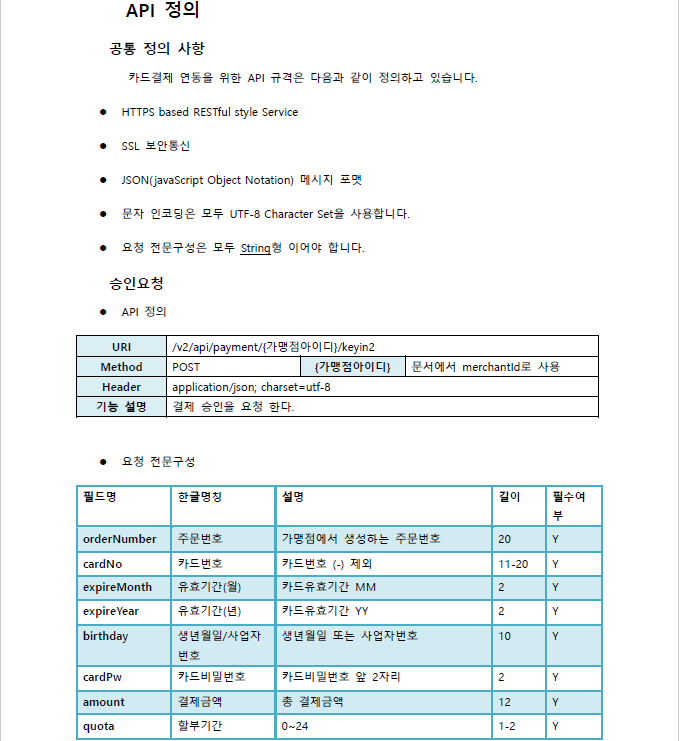 API 정의
공통 정의 사항
카드결제 연동을 위한 API 규격은 다음과 같이 정의하고 있습니다.
● HTTPS based RESTful style Service
● SSL 보안통신
● JSON(javaScript Object Notation) 메시지 포맷
● 문자 인코딩은 모두 UTF-8 Character Set을 사용합니다.
● 요청 전문구성은 모두 String형 이어야 합니다.
승인요청
● API 정의
URI /v2/api/payment/{가맹점아이디}/keyin2
Method POST {가맹점아이디} 문서에서 merchantId로 사용
Header application/json; charset=utf-8
기능 설명 결제 승인을 요청 한다.
● 요청 전문구성
필드명 한글명칭 설명 길이 필수여
부
orderNumber 주문번호 가맹점에서 생성하는 주문번호 20 Y
cardNo 카드번호 카드번호 (-) 제외 11-20 Y
expireMonth 유효기간(월) 카드유효기간 MM 2 Y
expireYear 유효기간(년) 카드유효기간 YY 2 Y
birthday 생년월일/사업자 생년월일 또는 사업자번호 10 Y
번호
cardPw 카드비밀번호 카드비밀번호 앞 2자리 2 Y
amount 결제금액 총 결제금액 12 Y
quota 할부기간 0~24 1-2 Y